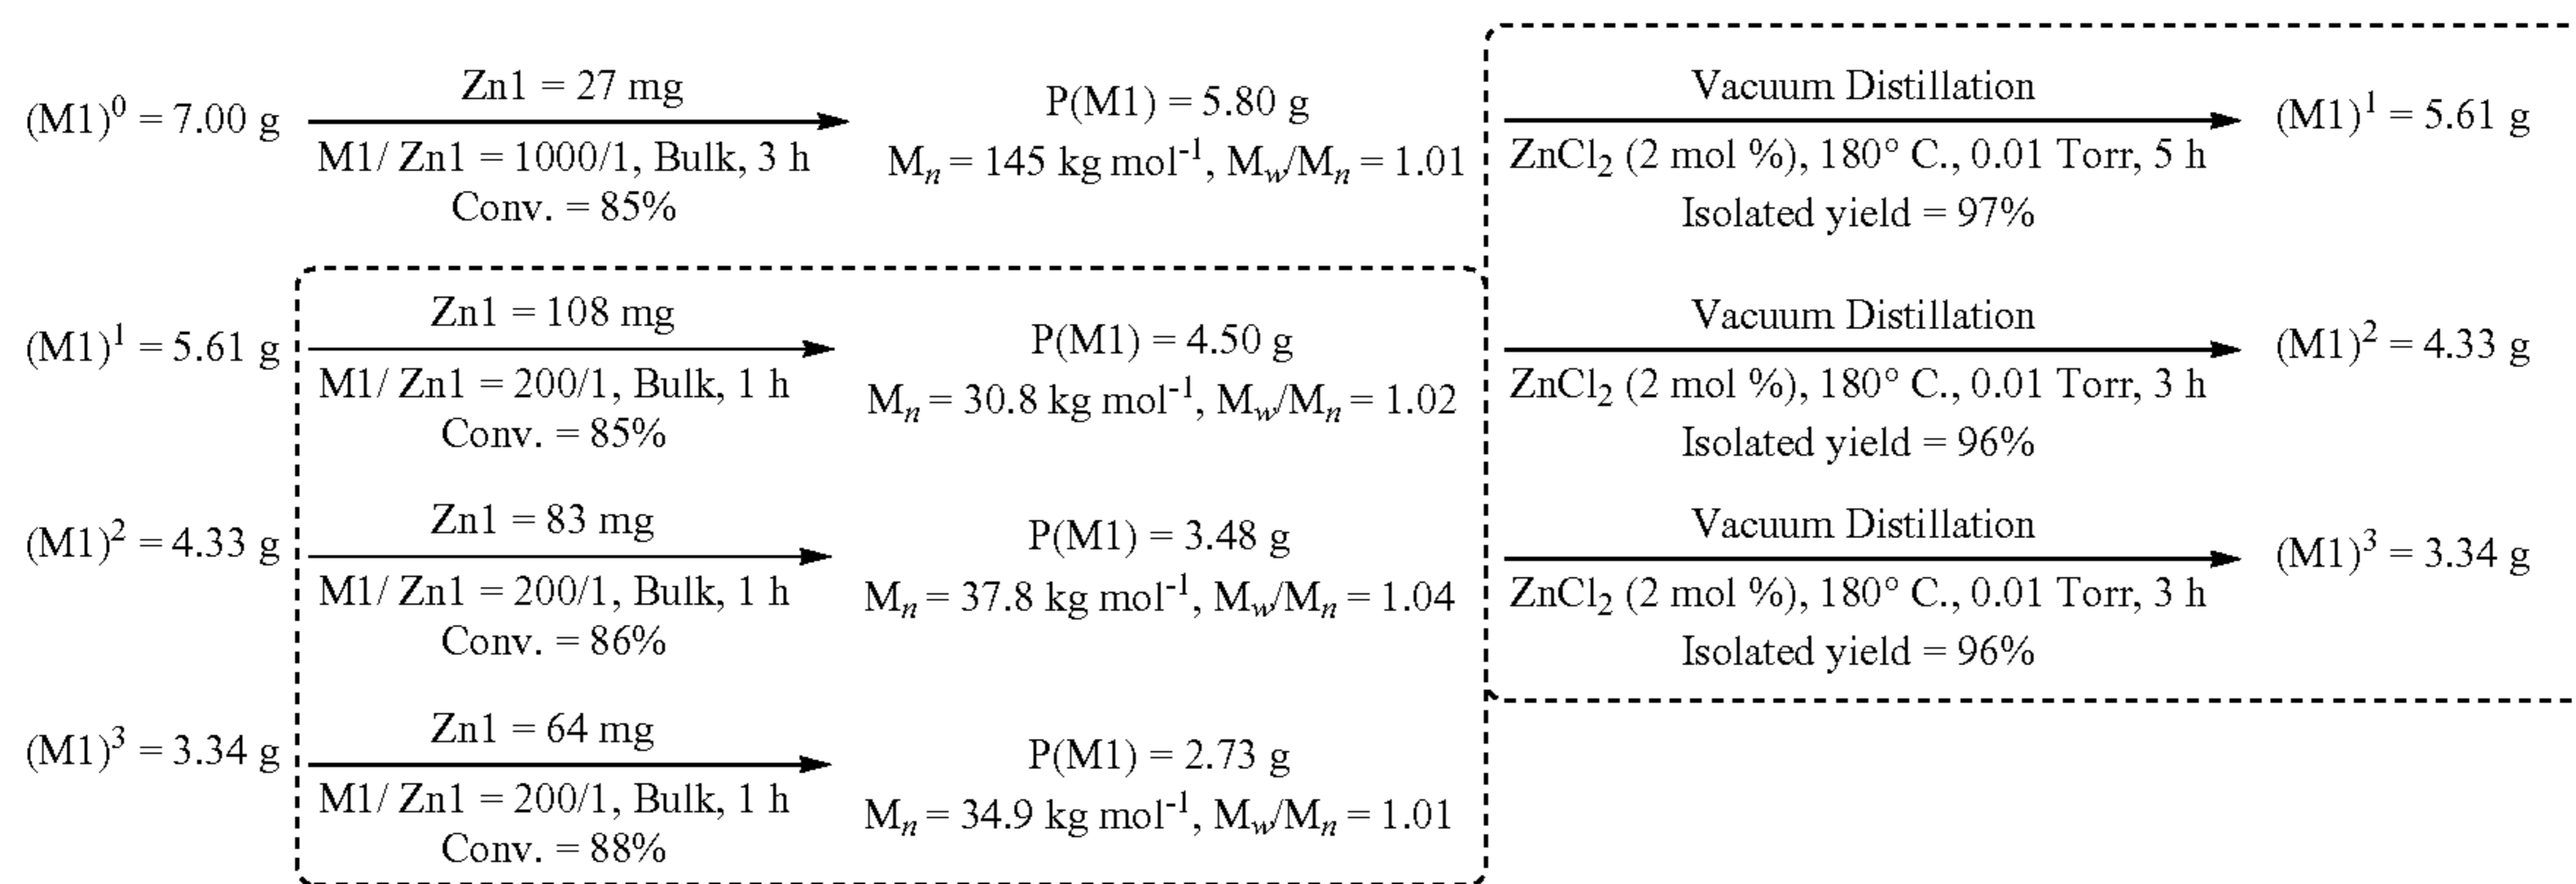 (M1)⁰ = 7.00 g
Zn1 = 27 mg
M1/ Zn1 = 1000/1, Bulk, 3 h
Conv. = 85%
P(M1) = 5.80 g
Mₙ = 145 kg mol⁻¹, M_w/Mₙ = 1.01
Vacuum Distillation
ZnCl₂ (2 mol %), 180° C., 0.01 Torr, 5 h
Isolated yield = 97%
(M1)¹ = 5.61 g
(M1)¹ = 5.61 g
Zn1 = 108 mg
M1/ Zn1 = 200/1, Bulk, 1 h
Conv. = 85%
P(M1) = 4.50 g
Mₙ = 30.8 kg mol⁻¹, M_w/Mₙ = 1.02
Vacuum Distillation
ZnCl₂ (2 mol %), 180° C., 0.01 Torr, 3 h
Isolated yield = 96%
(M1)² = 4.33 g
(M1)² = 4.33 g
Zn1 = 83 mg
M1/ Zn1 = 200/1, Bulk, 1 h
Conv. = 86%
P(M1) = 3.48 g
Mₙ = 37.8 kg mol⁻¹, M_w/Mₙ = 1.04
Vacuum Distillation
ZnCl₂ (2 mol %), 180° C., 0.01 Torr, 3 h
Isolated yield = 96%
(M1)³ = 3.34 g
(M1)³ = 3.34 g
Zn1 = 64 mg
M1/ Zn1 = 200/1, Bulk, 1 h
Conv. = 88%
P(M1) = 2.73 g
Mₙ = 34.9 kg mol⁻¹, M_w/Mₙ = 1.01